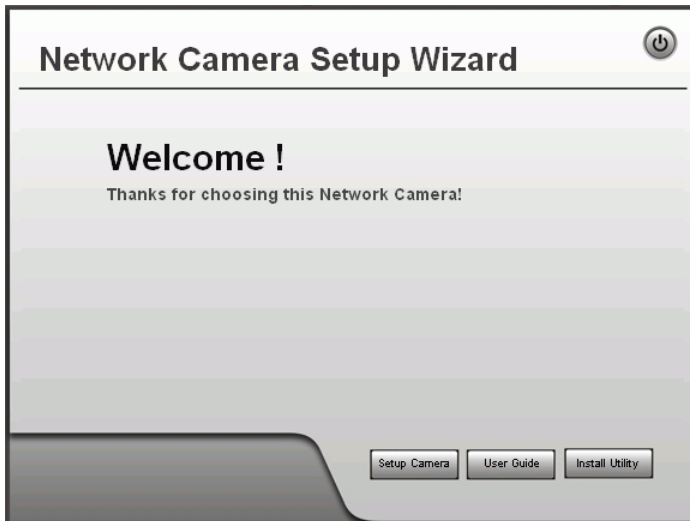 Network Camera Setup Wizard
Welcome !
Thanks for choosing this Network Camera!
Setup Camera
User Guide
Install Utility